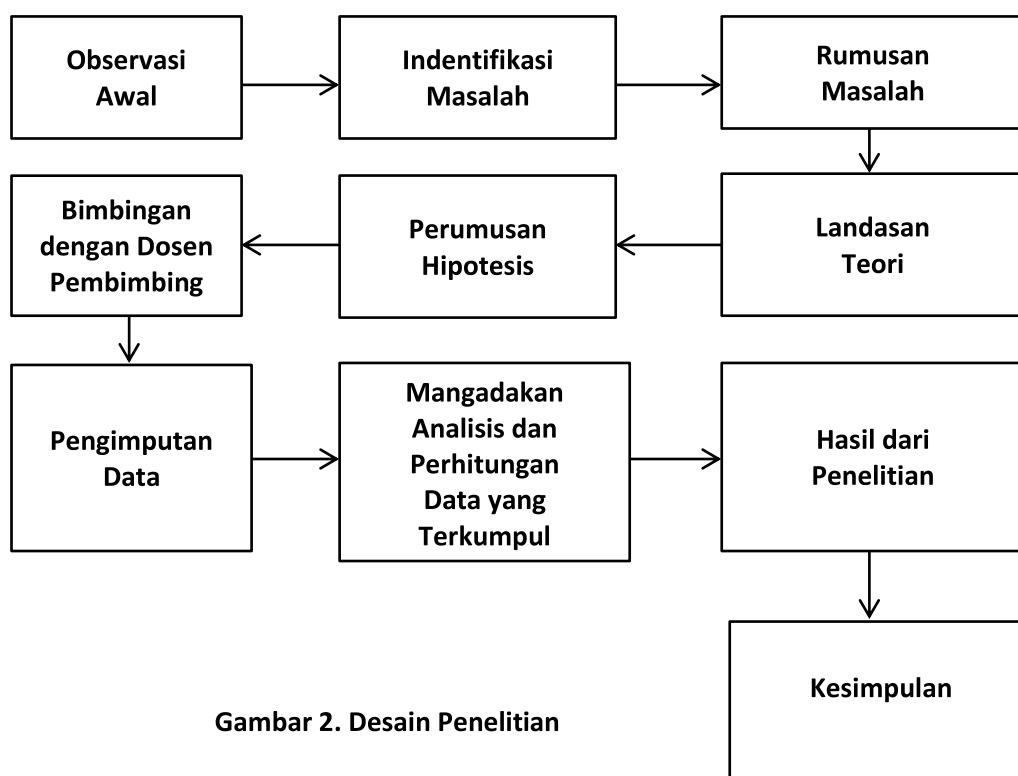 Observasi
Awal
Indentifikasi
Masalah
Rumusan
Masalah
Landasan
Teori
Perumusan
Hipotesis
Bimbingan
dengan Dosen
Pembimbing
Pengimputan
Data
Mangadakan
Analisis dan
Perhitungan
Data yang
Terkumpul
Hasil dari
Penelitian
Kesimpulan
Gambar 2. Desain Penelitian